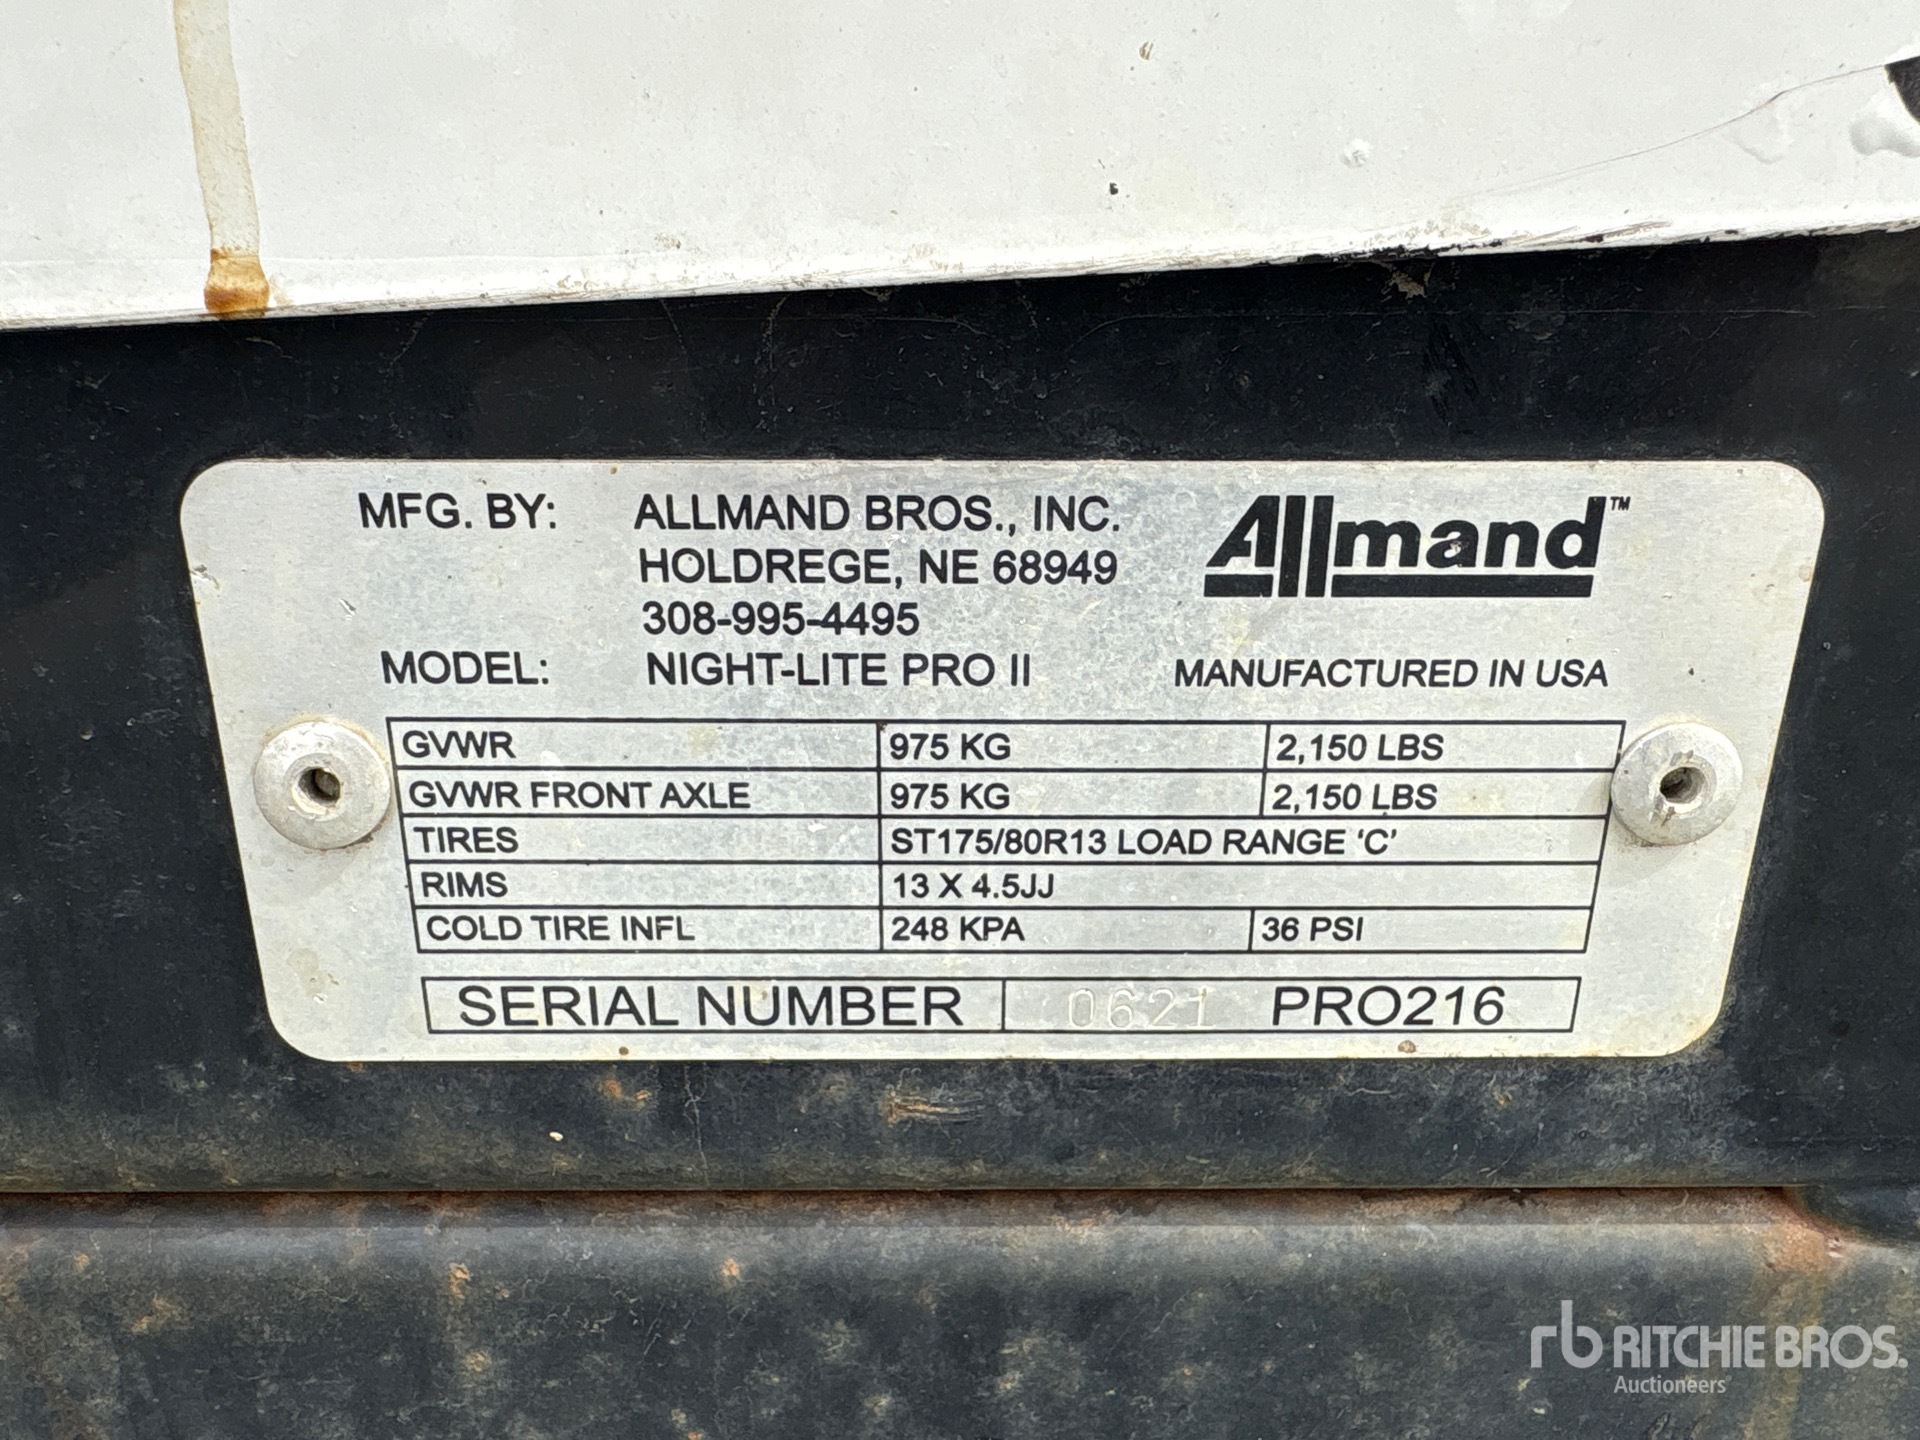 MFG. BY: ALLMAND BROS., INC. Allmand™
HOLDREGE, NE 68949
308-995-4495
MODEL: NIGHT-LITE PRO II MANUFACTURED IN USA
GVWR 975 KG 2,150 LBS
GVWR FRONT AXLE 975 KG 2,150 LBS
TIRES ST175/80R13 LOAD RANGE 'C'
RIMS 13 X 4.5JJ
COLD TIRE INFL 248 KPA 36 PSI
SERIAL NUMBER 0621 PRO216
rb RITCHIE BROS.
Auctioneers